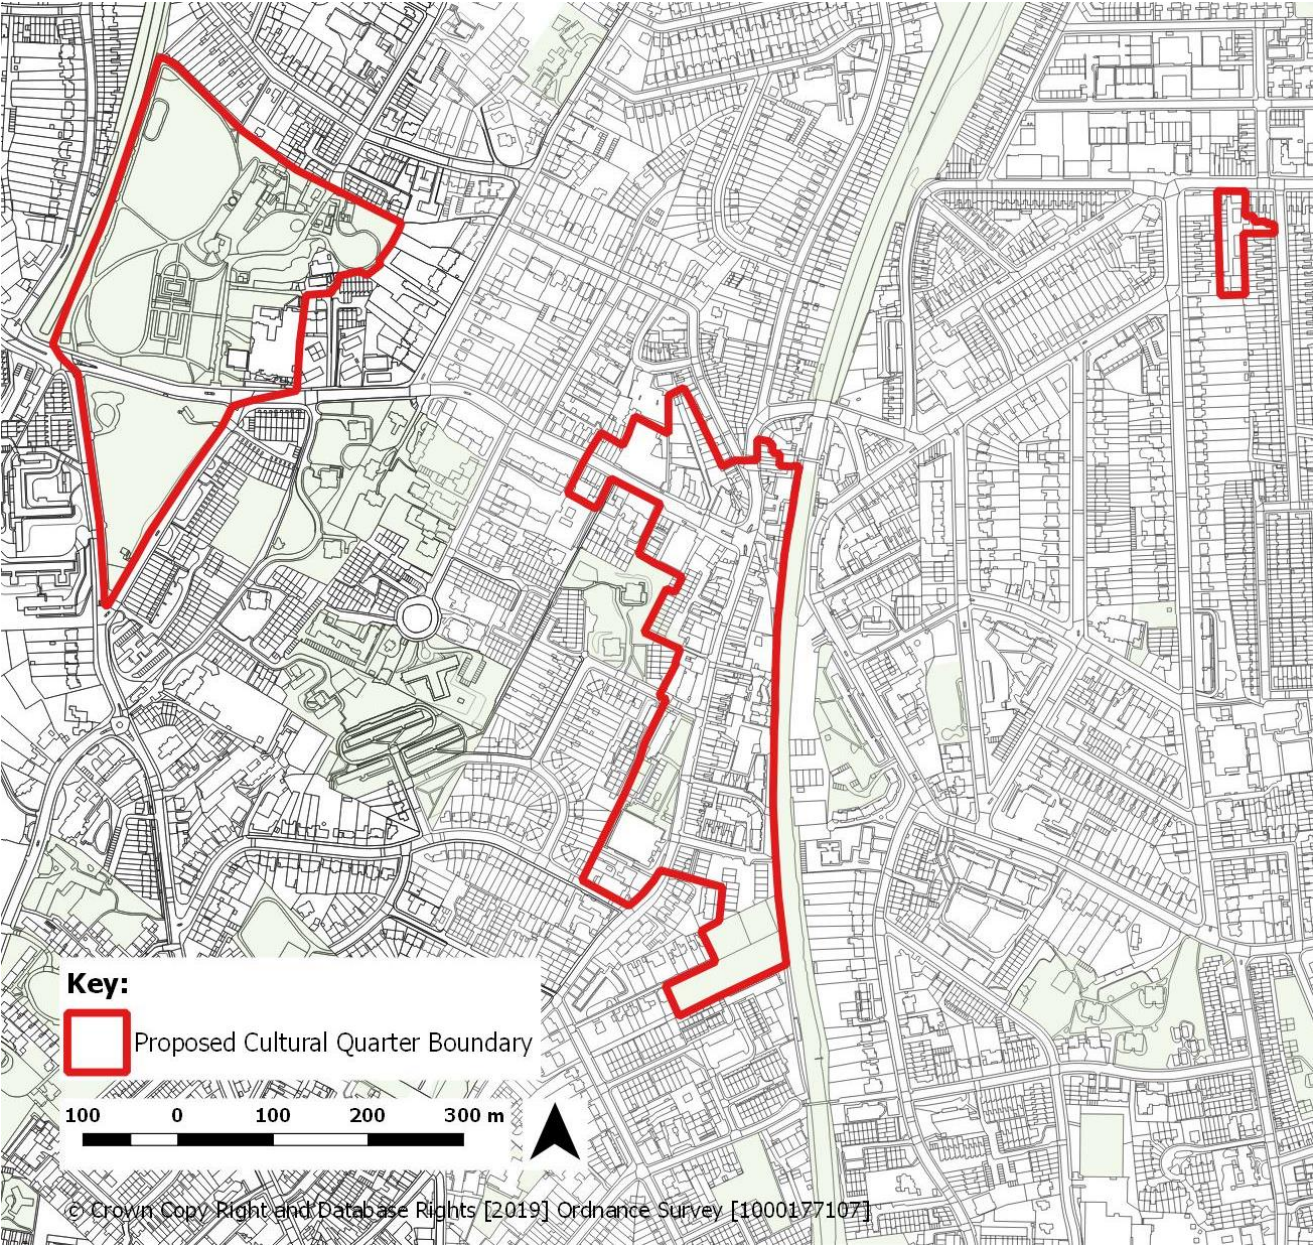 Key:
Proposed Cultural Quarter Boundary
100 0 100 200 300 m
© Crown Copy Right and Database Rights [2019] Ordnance Survey [1000177107]